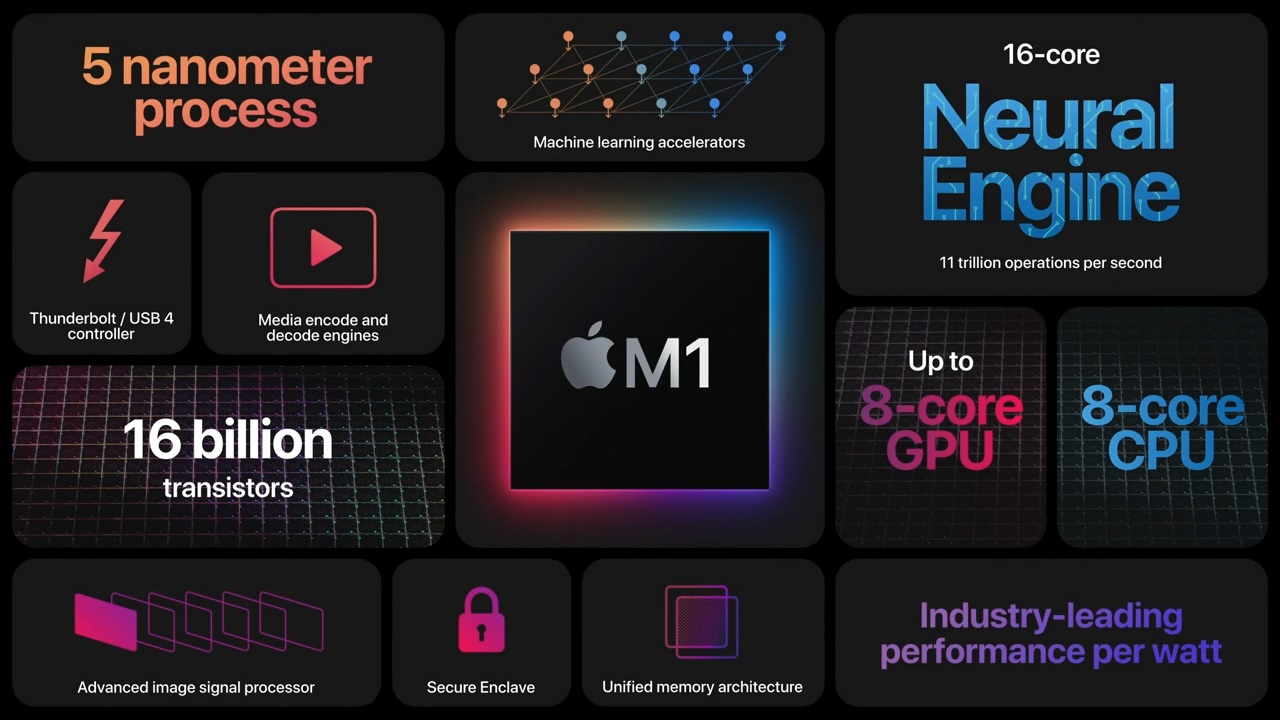 5 nanometer
process
Machine learning accelerators
16-core
Neural
Engine
11 trillion operations per second
Thunderbolt / USB 4
controller
Media encode and
decode engines
M1
Up to
8-core
GPU
8-core
CPU
16 billion
transistors
Advanced image signal processor
Secure Enclave
Unified memory architecture
Industry-leading
performance per watt